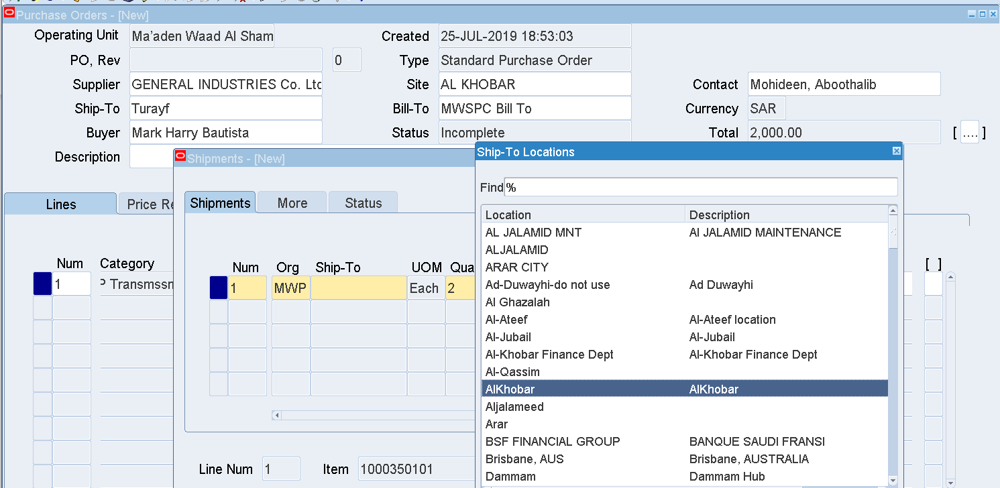 Purchase Orders - [New]
Operating Unit Ma'aden Waad Al Sham Created 25-JUL-2019 18:53:03
PO, Rev 0 Type Standard Purchase Order
Supplier GENERAL INDUSTRIES Co. Ltd Site AL KHOBAR Contact Mohideen, Aboothalib
Ship-To Turayf Bill-To MWSPC Bill To Currency SAR
Buyer Mark Harry Bautista Status Incomplete Total 2,000.00 [ .... ]
Description
Shipments - [New]
Ship-To Locations
Find %
Lines Price Re
Shipments More Status
Location Description
AL JALAMID MNT Al JALAMID MAINTENANCE
ALJALAMID
Num Category
Num Org Ship-To UOM Qua
ARAR CITY
[ ]
1 P Transmssn
1 MWP Each 2
Ad-Duwayhi-do not use Ad Duwayhi
Al Ghazalah
Al-Ateef Al-Ateef location
Al-Jubail Al-Jubail
Al-Khobar Finance Dept Al-Khobar Finance Dept
Al-Qassim
AlKhobar AlKhobar
Aljalameed
Arar
BSF FINANCIAL GROUP BANQUE SAUDI FRANSI
Brisbane, AUS Brisbane, AUSTRALIA
Dammam Dammam Hub
Line Num 1 Item 1000350101